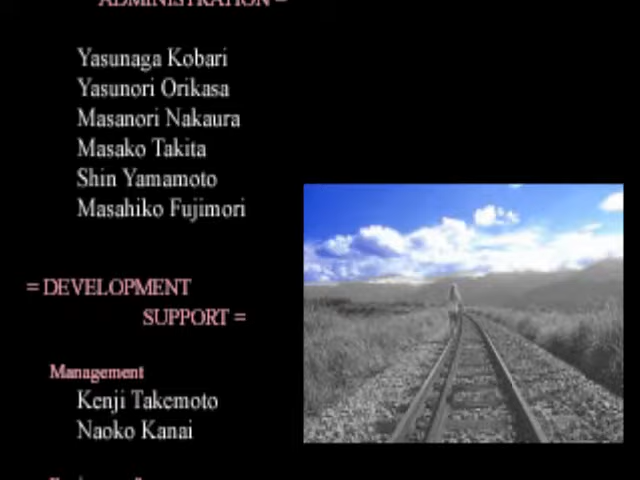 ADMINISTRATION =
Yasunaga Kobari
Yasunori Orikasa
Masanori Nakaura
Masako Takita
Shin Yamamoto
Masahiko Fujimori
= DEVELOPMENT
SUPPORT =
Management
Kenji Takemoto
Naoko Kanai